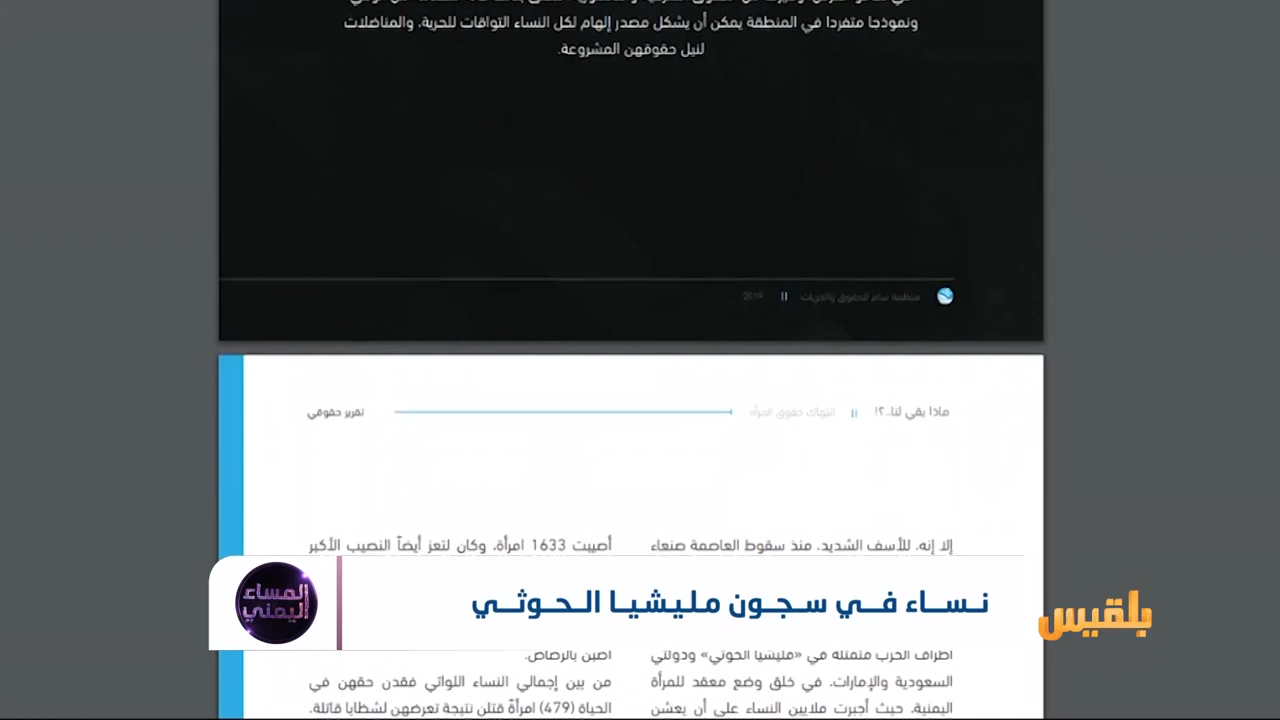 ونموذجا متفردا في المنطقة يمكن أن يشكل مصدر إلهام لكل النساء التواقات للحرية، والمناضلات
لنيل حقوقهن المشروعة.
منظمة سام للحقوق والحريات || 2019
ماذا بقي لنا..؟! || انتهاك حقوق المرأة
تقرير حقوقي
إلا إنه، للأسف الشديد، منذ سقوط العاصمة صنعاء
أطراف الحرب متمثلة في «مليشيا الحوثي» ودولتي
السعودية والإمارات، في خلق وضع معقد للمرأة
اليمنية، حيث أجبرت ملايين النساء على أن يعشن
أصيبت 1633 امرأة، وكان لتعز أيضاً النصيب الأكبر
أصبن بالرصاص.
من بين إجمالي النساء اللواتي فقدن حقهن في
الحياة (479) امرأةً قتلن نتيجة تعرضهن لشظايا قاتلة.
نساء في سجون مليشيا الحوثي
المساء
اليمني
بلقيس